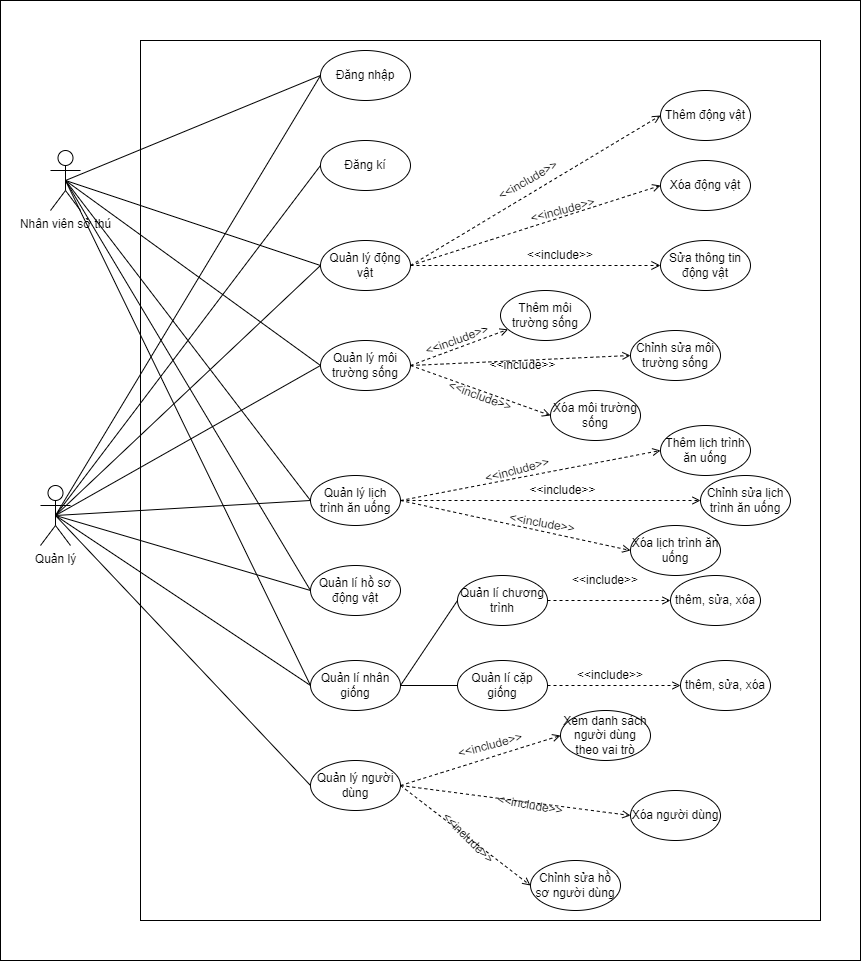 Đăng nhập
Thêm động vật
Đăng kí
<<include>>
Xóa động vật
<<include>>
Nhân viên sở thú
Quản lý động
vật
<<include>>
Sửa thông tin
động vật
Thêm môi
trường sống
<<include>>
Quản lý môi
trường sống
<<include>>
Chỉnh sửa môi
trường sống
<<include>>
Xóa môi trường
sống
Thêm lịch trình
ăn uống
<<include>>
Quản lý lịch
trình ăn uống
<<include>>
Chỉnh sửa lịch
trình ăn uống
<<include>>
Xóa lịch trình ăn
uống
Quản lý
Quản lí hồ sơ
động vật
Quản lí chương
trình
<<include>>
thêm, sửa, xóa
Quản lí nhân
giống
Quản lí cặp
giống
<<include>>
thêm, sửa, xóa
Xem danh sách
người dùng
theo vai trò
<<include>>
Quản lý người
dùng
<<include>>
Xóa người dùng
<<include>>
Chỉnh sửa hồ
sơ người dùng